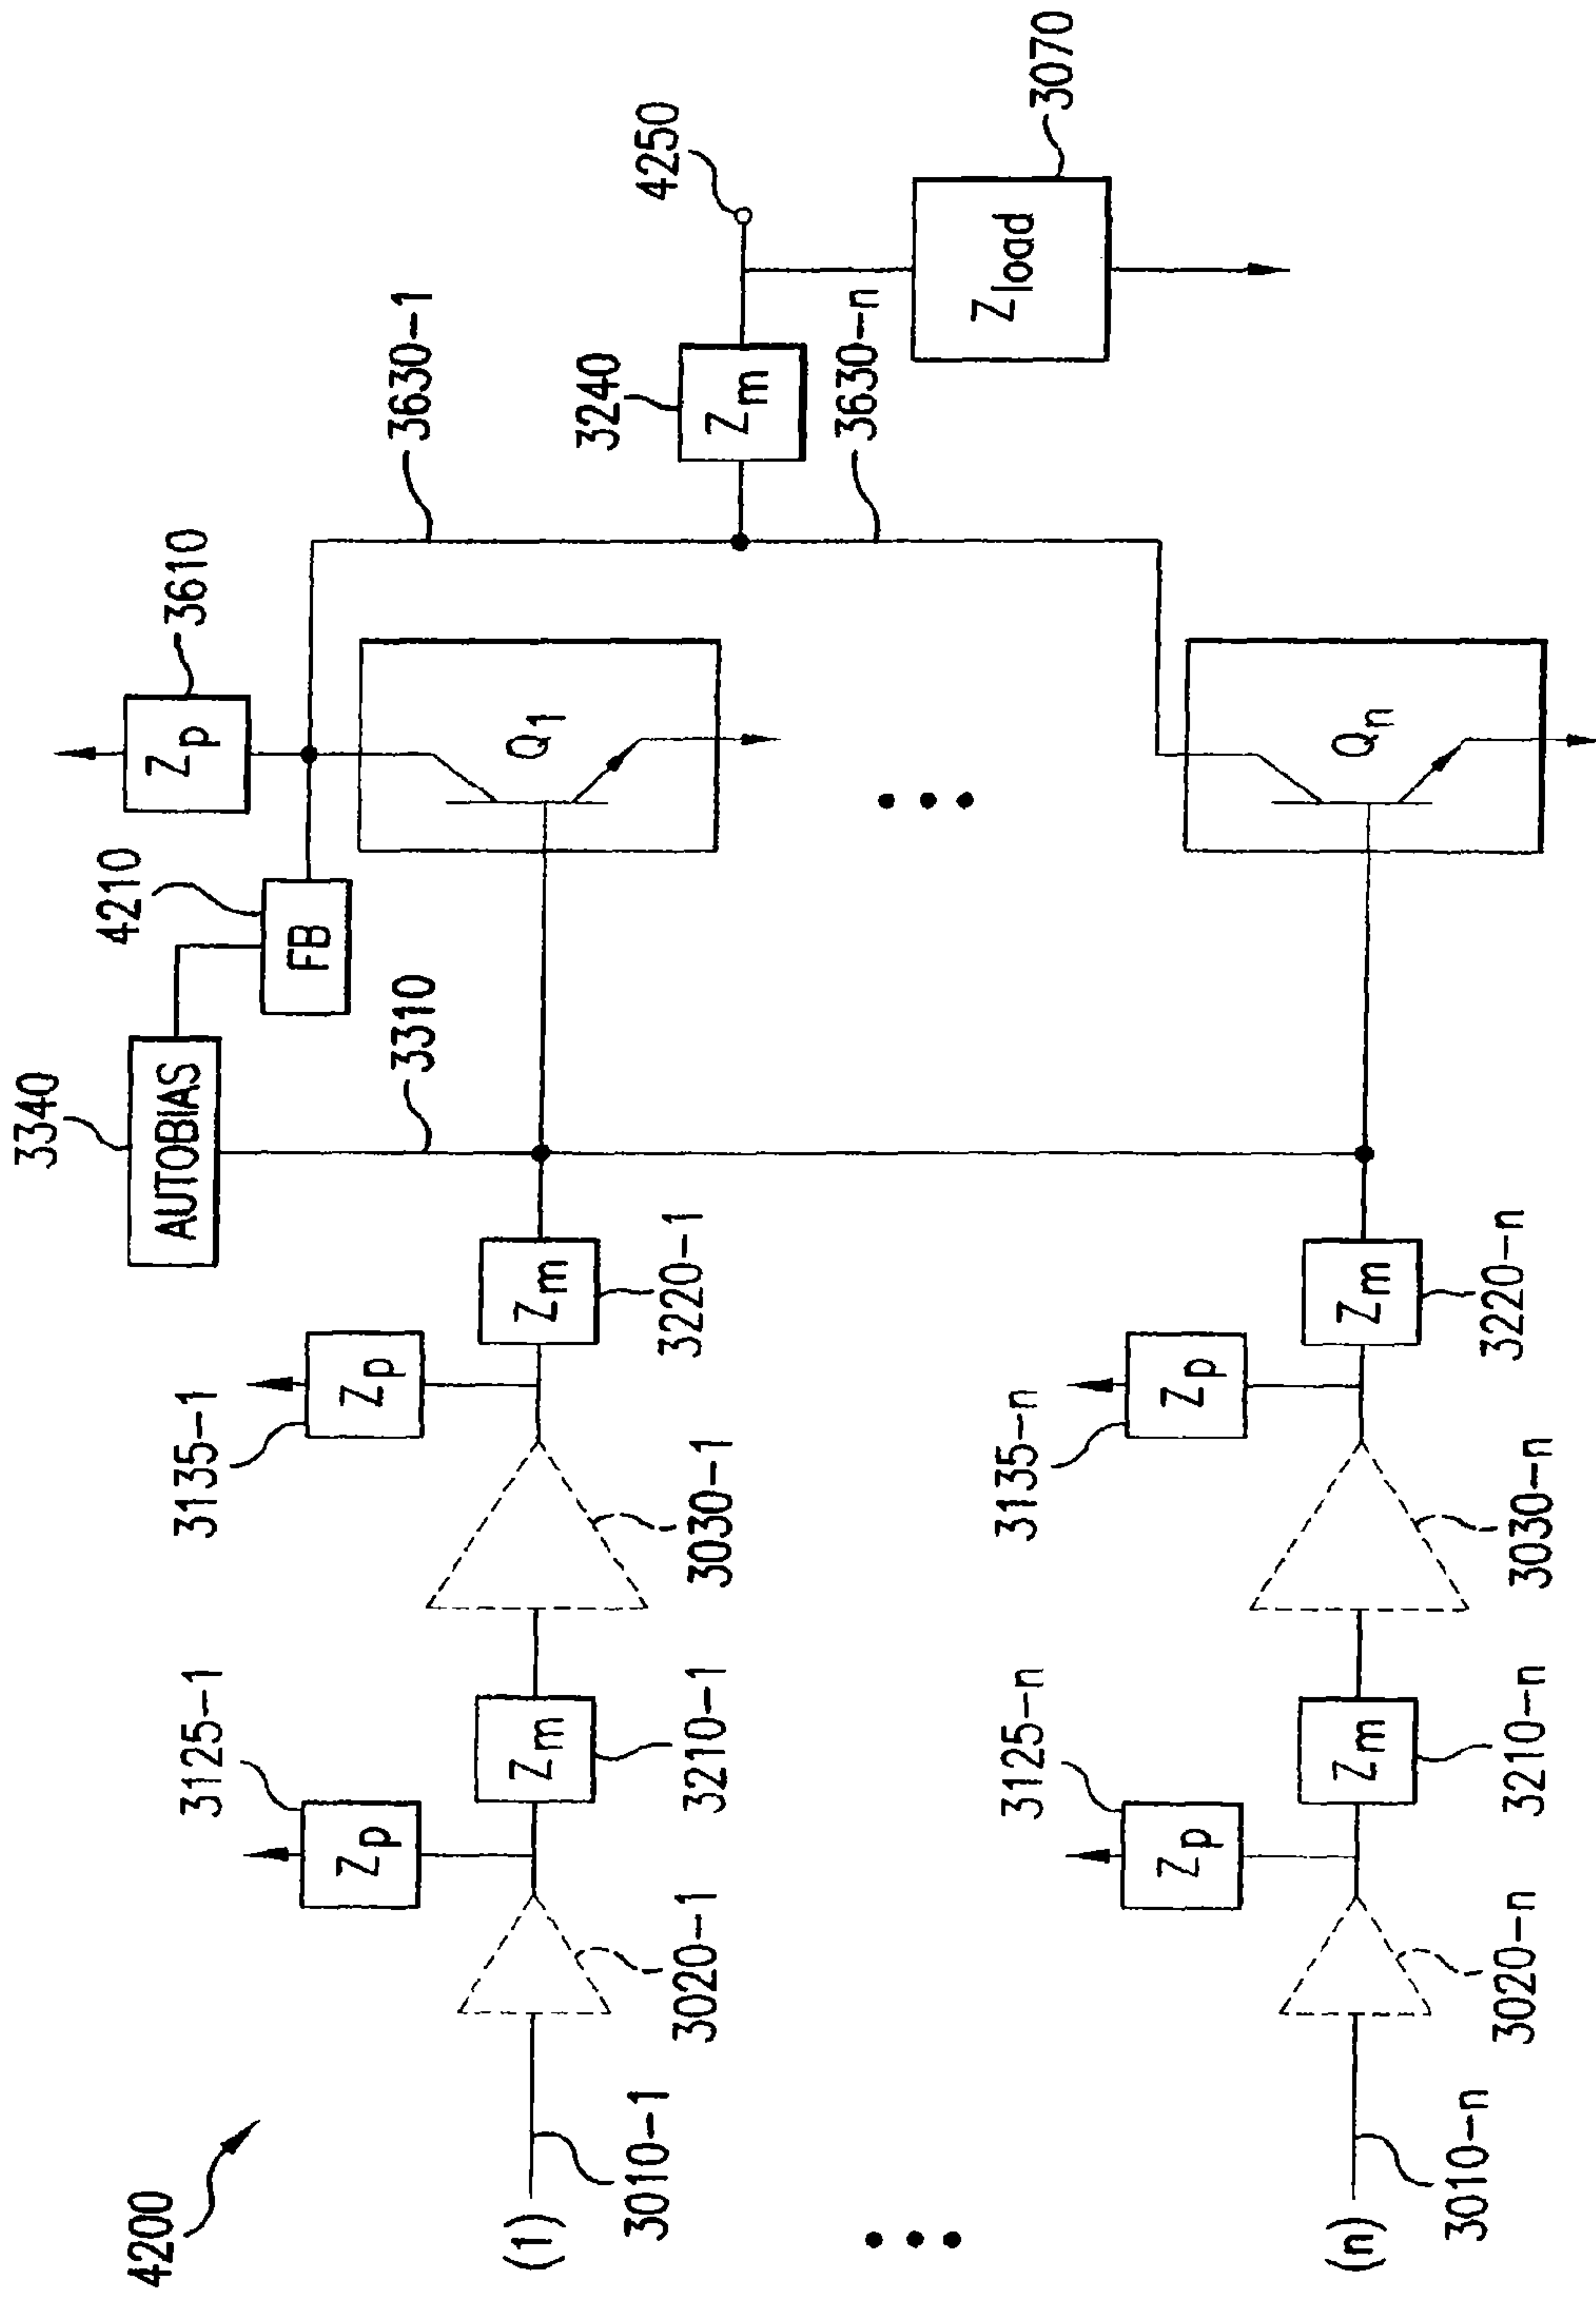 4200
3340
AUTOBIAS
4210
FB
3610
Zp
3630-1
3310
4250
3240
Zm
3630-n
3070
Zload
3125-1
Zp
3135-1
Zp
(1)
3010-1
3020-1
Zm
3210-1
3030-1
Zm
3220-1
Q1
3125-n
Zp
3135-n
Zp
(n)
3010-n
3020-n
Zm
3210-n
3030-n
Zm
3220-n
Qn